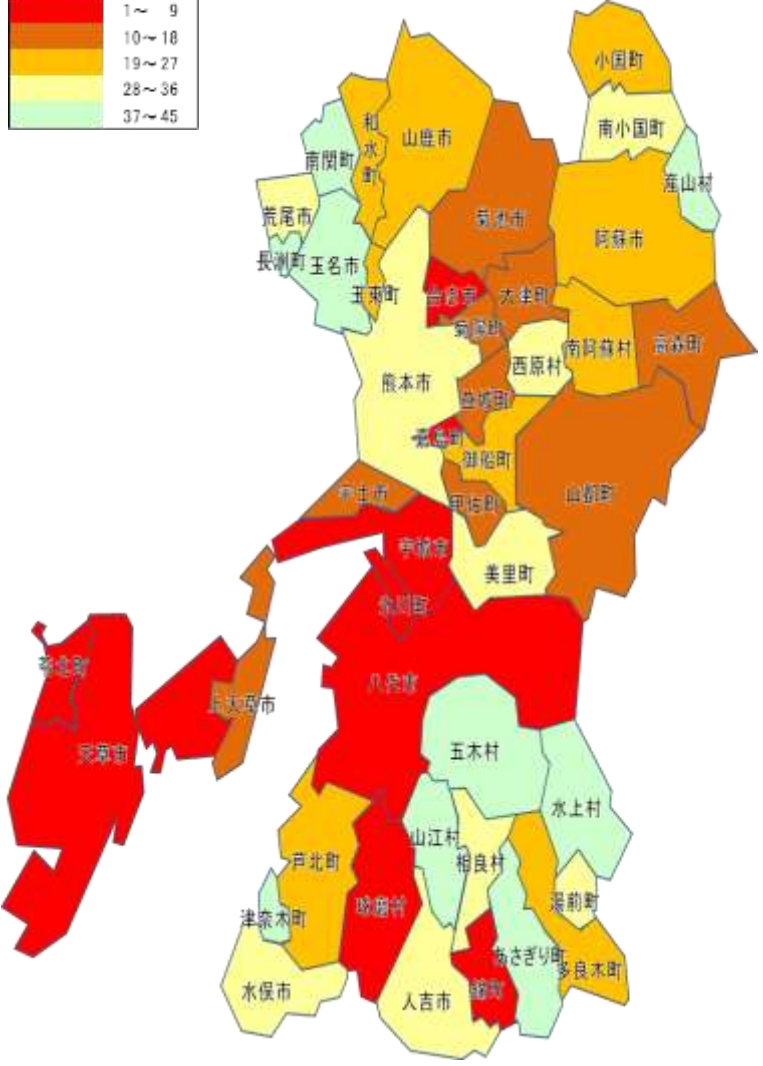 1～ 9
10～18
19～27
28～36
37～45
小国町
南小国町
産山村
和水町
山鹿市
南関町
荒尾市
長洲町
玉名市
玉東町
菊池市
阿蘇市
合志市
大津町
菊陽町
西原村
南阿蘇村
高森町
熊本市
益城町
嘉島町
御船町
山都町
宇土市
甲佐町
宇城市
美里町
氷川町
八代市
苓北町
上天草市
天草市
五木村
水上村
山江村
相良村
芦北町
湯前町
球磨村
津奈木町
あさぎり町
多良木町
錦町
水俣市
人吉市